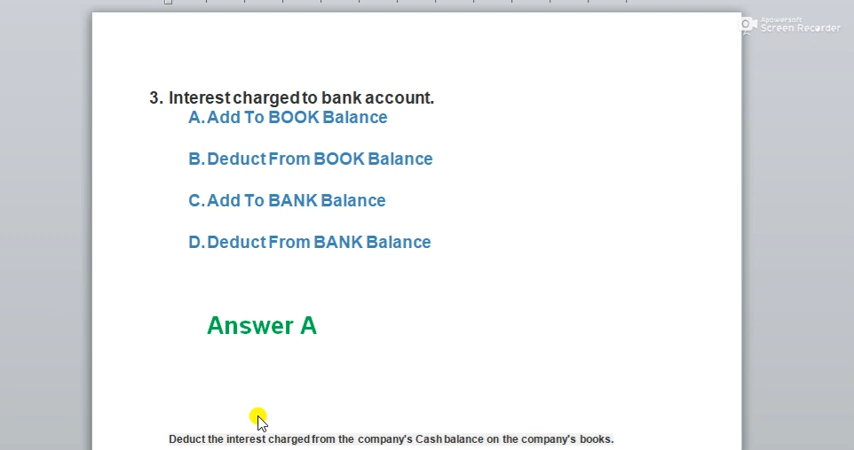 Apowersoft
Screen Recorder
3. Interest charged to bank account.
A. Add To BOOK Balance
B. Deduct From BOOK Balance
C. Add To BANK Balance
D. Deduct From BANK Balance
Answer A
Deduct the interest charged from the company's Cash balance on the company's books.